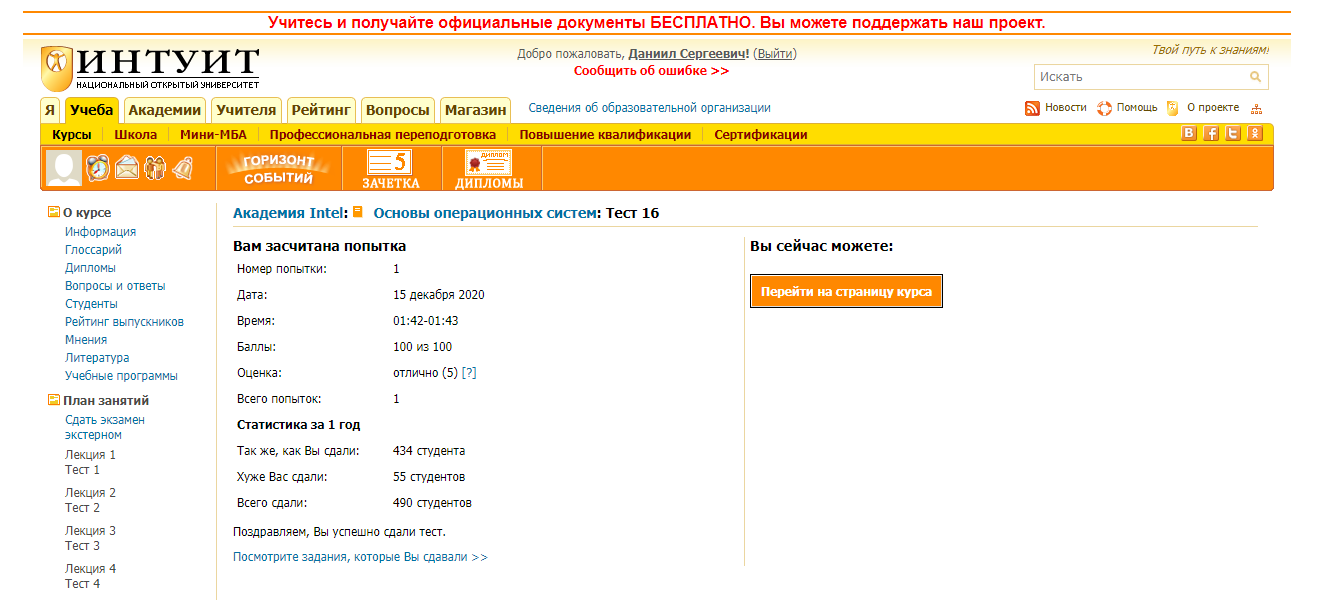 Учитесь и получайте официальные документы БЕСПЛАТНО. Вы можете поддержать наш проект.
ИНТУИТ
НАЦИОНАЛЬНЫЙ ОТКРЫТЫЙ УНИВЕРСИТЕТ
Добро пожаловать, Даниил Сергеевич! (Выйти)
Сообщить об ошибке >>
Твой путь к знаниям!
Искать
Я Учеба Академии Учителя Рейтинг Вопросы Магазин Сведения об образовательной организации Новости Помощь О проекте
Курсы Школа Мини-МБА Профессиональная переподготовка Повышение квалификации Сертификации
ГОРИЗОНТ СОБЫТИЙ
5 ЗАЧЕТКА
ДИПЛОМ ДИПЛОМЫ
О курсе
Информация
Глоссарий
Дипломы
Вопросы и ответы
Студенты
Рейтинг выпускников
Мнения
Литература
Учебные программы
План занятий
Сдать экзамен
экстерном
Лекция 1
Тест 1
Лекция 2
Тест 2
Лекция 3
Тест 3
Лекция 4
Тест 4
Академия Intel: Основы операционных систем: Тест 16
Вам засчитана попытка
Номер попытки: 1
Дата: 15 декабря 2020
Время: 01:42-01:43
Баллы: 100 из 100
Оценка: отлично (5) [?]
Всего попыток: 1
Статистика за 1 год
Так же, как Вы сдали: 434 студента
Хуже Вас сдали: 55 студентов
Всего сдали: 490 студентов
Поздравляем, Вы успешно сдали тест.
Посмотрите задания, которые Вы сдавали >>
Вы сейчас можете:
Перейти на страницу курса